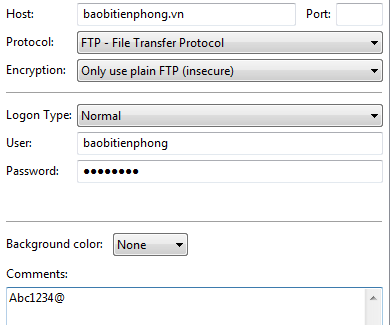 Host: baobitienphong.vn Port:
Protocol: FTP - File Transfer Protocol
Encryption: Only use plain FTP (insecure)
Logon Type: Normal
User: baobitienphong
Password: ●●●●●●●●
Background color: None
Comments:
Abc1234@